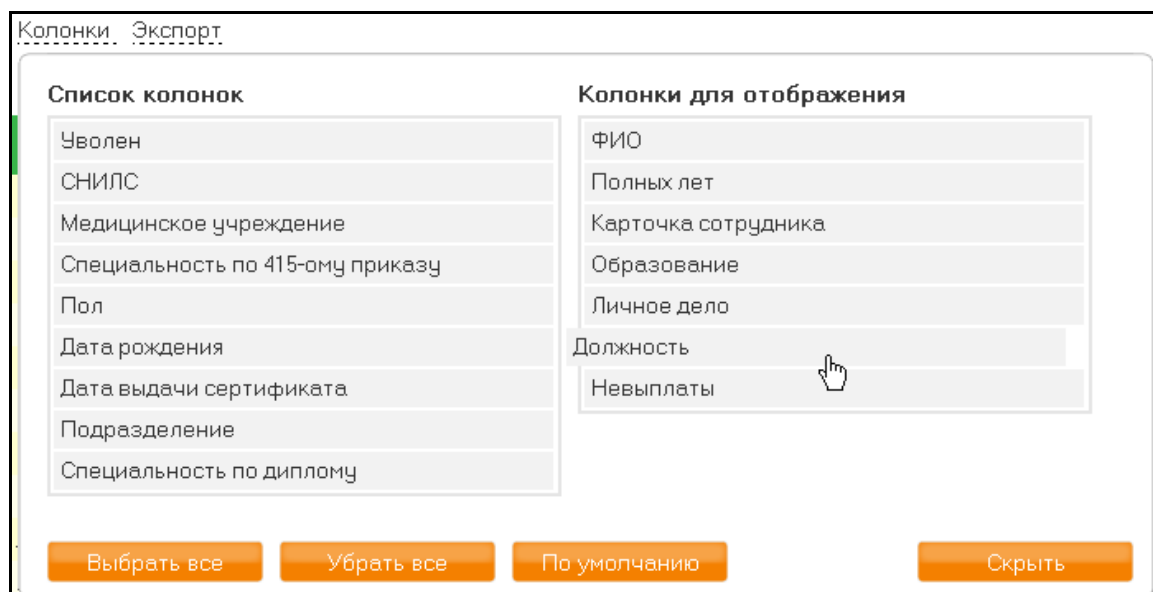 Колонки Экспорт
Список колонок
Уволен
СНИЛС
Медицинское учреждение
Специальность по 415-ому приказу
Пол
Дата рождения
Дата выдачи сертификата
Подразделение
Специальность по диплому
Колонки для отображения
ФИО
Полных лет
Карточка сотрудника
Образование
Личное дело
Должность
Невыплаты
Выбрать все Убрать все По умолчанию Скрыть